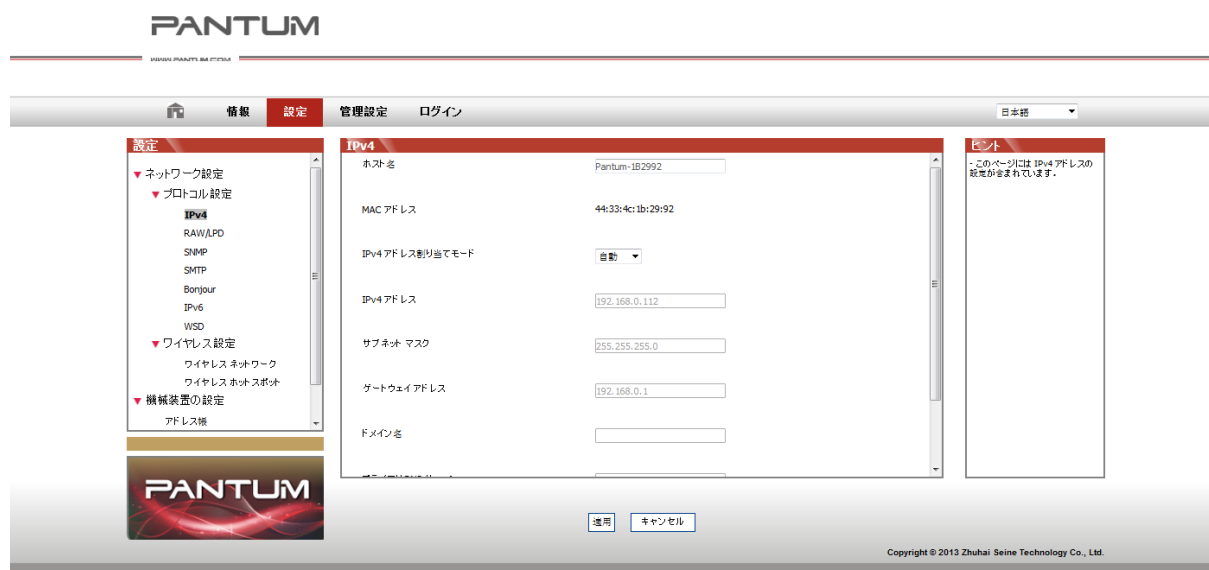 PANTUM
WWW.PANTUM.COM
情報 設定 管理設定 ログイン 日本語
設定
ネットワーク設定
プロトコル設定
IPv4
RAW/LPD
SNMP
SMTP
Bonjour
IPv6
WSD
ワイヤレス設定
ワイヤレス ネットワーク
ワイヤレス ホットスポット
機械装置の設定
アドレス帳
IPv4
ホスト名 Pantum-1B2992
MAC アドレス 44:33:4c:1b:29:92
IPv4 アドレス割り当てモード 自動
IPv4 アドレス 192.168.0.112
サブネット マスク 255.255.255.0
ゲートウェイ アドレス 192.168.0.1
ドメイン名
ヒント
- このページには IPv4 アドレスの
設定が含まれています.
PANTUM
適用 キャンセル
Copyright © 2013 Zhuhai Seine Technology Co., Ltd.